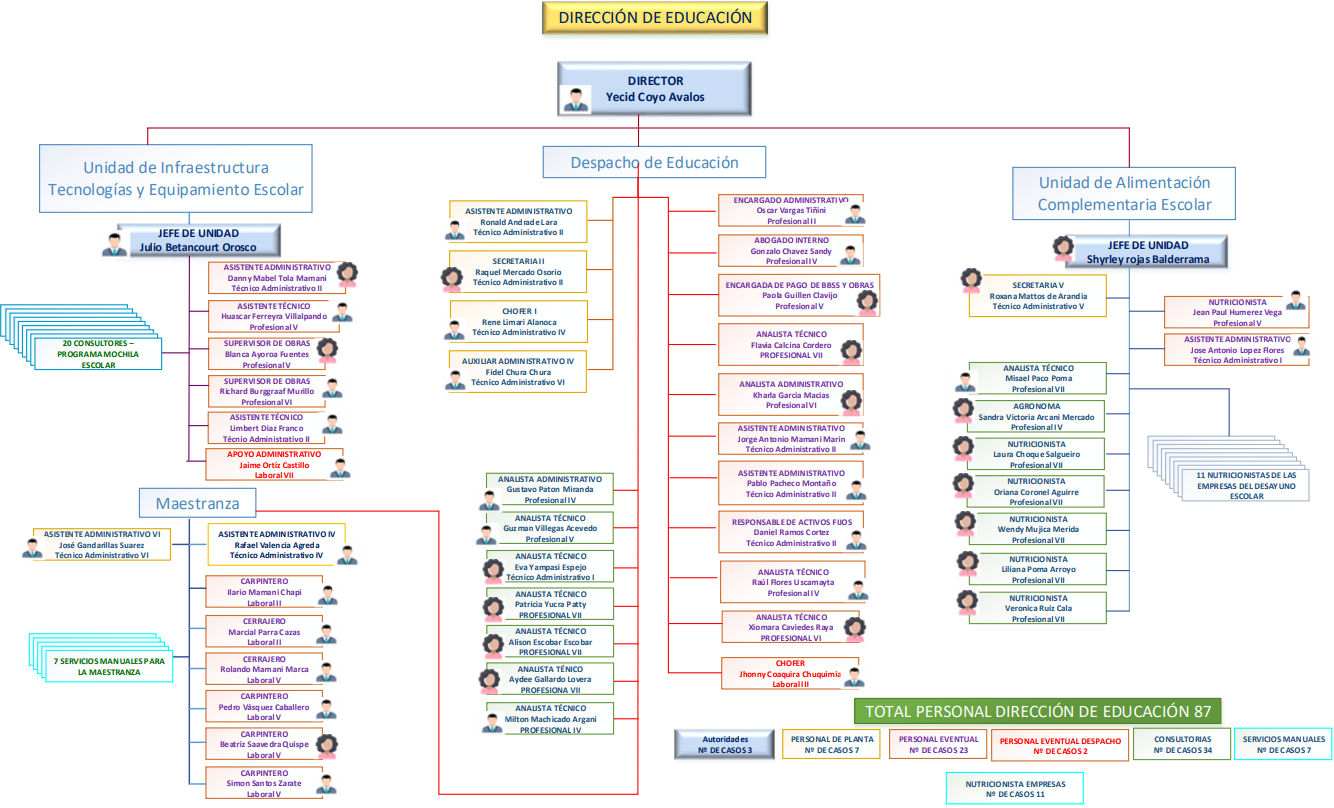 DIRECCIÓN DE EDUCACIÓN
DIRECTOR
Yecid Coyo Avalos
Unidad de Infraestructura
Tecnologías y Equipamiento Escolar
JEFE DE UNIDAD
Julio Betancourt Orosco
ASISTENTE ADMINISTRATIVO
Danny Mabel Tola Mamani
Técnico Administrativo II
ASISTENTE TÉCNICO
Huascar Ferreyra Villalpando
Profesional V
SUPERVISOR DE OBRAS
Blanca Ayoroa Fuentes
Profesional V
SUPERVISOR DE OBRAS
Richard Burggraaf Murillo
Profesional VI
ASISTENTE TÉCNICO
Limbert Diaz Franco
Técnio Administrativo II
APOYO ADMINISTRATIVO
Jaime Ortiz Castillo
Laboral VII
20 CONSULTORES –
PROGRAMA MOCHILA
ESCOLAR
Maestranza
ASISTENTE ADMINISTRATIVO VI
José Gandarillas Suarez
Técnico Administrativo VI
ASISTENTE ADMINISTRATIVO IV
Rafael Valencia Agreda
Técnico Administrativo IV
CARPINTERO
Ilario Mamani Chapi
Laboral II
CERRAJERO
Marcial Parra Cazas
Laboral II
CERRAJERO
Rolando Mamani Marca
Laboral V
CARPINTERO
Pedro Vásquez Caballero
Laboral V
CARPINTERO
Beatriz Saavedra Quispe
Laboral V
CARPINTERO
Simon Santos Zarate
Laboral V
7 SERVICIOS MANUALES PARA
LA MAESTRANZA
Despacho de Educación
ASISTENTE ADMINISTRATIVO
Ronald Andrade Lara
Técnico Administrativo II
SECRETARIA II
Raquel Mercado Osorio
Técnico Administrativo II
CHOFER I
Rene Limari Alanoca
Técnico Administrativo IV
AUXILIAR ADMINISTRATIVO IV
Fidel Chura Chura
Técnico Administrativo VI
ANALISTA ADMINISTRATIVO
Gustavo Paton Miranda
Profesional IV
ANALISTA TÉCNICO
Guzman Villegas Acevedo
Profesional V
ANALISTA TÉCNICO
Eva Yampasi Espejo
Técnico Administrativo I
ANALISTA TÉCNICO
Patricia Yucra Patty
PROFESIONAL VII
ANALISTA TÉCNICO
Alison Escobar Escobar
PROFESIONAL VII
ANALISTA TÉNICO
Aydee Gallardo Lovera
PROFESIONA VII
ANALISTA TÉCNICO
Milton Machicado Argani
PROFESIONAL IV
ENCARGADO ADMINISTRATIVO
Oscar Vargas Tiñini
Profesional II
ABOGADO INTERNO
Gonzalo Chavez Sandy
Profesional IV
ENCARGADA DE PAGO DE BBSS Y OBRAS
Paola Guillen Clavijo
Profesional V
ANALISTA TÉCNICO
Flavia Calcina Cordero
PROFESIONAL VII
ANALISTA ADMINISTRATIVO
Kharla Garcia Macias
Profesional VI
ASISTENTE ADMINISTRATIVO
Jorge Antonio Mamani Marin
Técnico Administrativo II
ASISTENTE ADMINISTRATIVO
Pablo Pacheco Montaño
Técnico Administrativo II
RESPONSABLE DE ACTIVOS FIJOS
Daniel Ramos Cortez
Técnico Administrativo II
ANALISTA TÉCNICO
Raúl Flores Uscamayta
Profesional IV
ANALISTA TÉCNICO
Xiomara Caviedes Raya
PROFESIONAL VI
CHOFER
Jhonny Coaquira Chuquimia
Laboral III
Unidad de Alimentación
Complementaria Escolar
JEFE DE UNIDAD
Shyrley rojas Balderrama
SECRETARIA V
Roxana Mattos de Arandia
Técnico Administrativo V
NUTRICIONISTA
Jean Paul Humerez Vega
Profesional V
ASISTENTE ADMINISTRATIVO
Jose Antonio Lopez Flores
Técnico Administrativo I
ANALISTA TÉCNICO
Misael Paco Poma
Profesional VII
AGRONOMA
Sandra Victoria Arcani Mercado
Profesional IV
NUTRICIONISTA
Laura Choque Salgueiro
Profesional VII
NUTRICIONISTA
Oriana Coronel Aguirre
Profesional VII
NUTRICIONISTA
Wendy Mujica Merida
Profesional VII
NUTRICIONISTA
Liliana Poma Arroyo
Profesional VII
NUTRICIONISTA
Veronica Ruiz Cala
Profesional VII
11 NUTRICIONISTAS DE LAS
EMPRESAS DEL DESAYUNO
ESCOLAR
TOTAL PERSONAL DIRECCIÓN DE EDUCACIÓN 87
Autoridades
Nº DE CASOS 3
PERSONAL DE PLANTA
Nº DE CASOS 7
PERSONAL EVENTUAL
Nº DE CASOS 23
PERSONAL EVENTUAL DESPACHO
Nº DE CASOS 2
CONSULTORIAS
Nº DE CASOS 34
SERVICIOS MANUALES
Nº DE CASOS 7
NUTRICIONISTA EMPRESAS
Nº DE CASOS 11